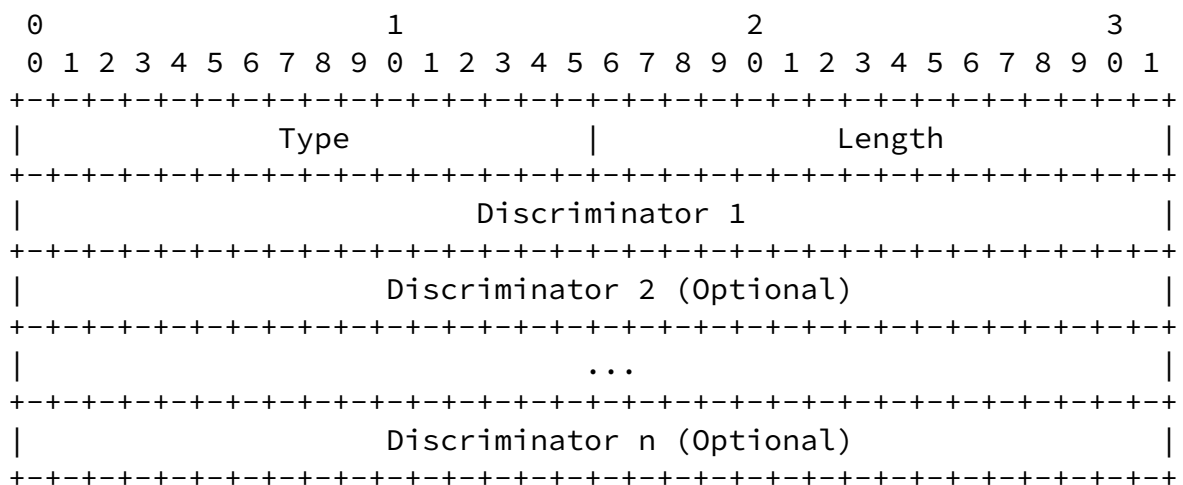 0                   1                   2                   3
0 1 2 3 4 5 6 7 8 9 0 1 2 3 4 5 6 7 8 9 0 1 2 3 4 5 6 7 8 9 0 1
+-+-+-+-+-+-+-+-+-+-+-+-+-+-+-+-+-+-+-+-+-+-+-+-+-+-+-+-+-+-+-+-+
|              Type             |             Length            |
+-+-+-+-+-+-+-+-+-+-+-+-+-+-+-+-+-+-+-+-+-+-+-+-+-+-+-+-+-+-+-+-+
|                         Discriminator 1                       |
+-+-+-+-+-+-+-+-+-+-+-+-+-+-+-+-+-+-+-+-+-+-+-+-+-+-+-+-+-+-+-+-+
|                    Discriminator 2 (Optional)                 |
+-+-+-+-+-+-+-+-+-+-+-+-+-+-+-+-+-+-+-+-+-+-+-+-+-+-+-+-+-+-+-+-+
|                               ...                             |
+-+-+-+-+-+-+-+-+-+-+-+-+-+-+-+-+-+-+-+-+-+-+-+-+-+-+-+-+-+-+-+-+
|                    Discriminator n (Optional)                 |
+-+-+-+-+-+-+-+-+-+-+-+-+-+-+-+-+-+-+-+-+-+-+-+-+-+-+-+-+-+-+-+-+